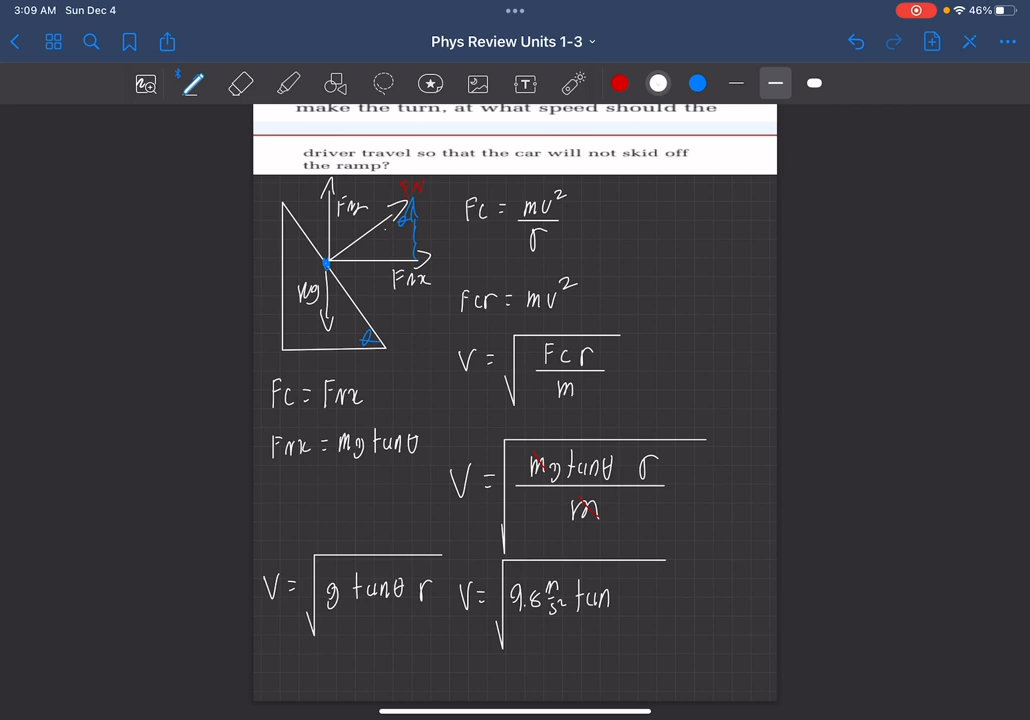 3:09 AM Sun Dec 4
46%
Phys Review Units 1-3
make the turn, at what speed should the
driver travel so that the car will not skid off
the ramp?
FN
Fny
Fnx
mg
Fc = mv²/r
Fcr = mv²
V = √(Fc r/m)
Fc = Fnx
Fnx = mg tanθ
V = √(mg tanθ r/m)
V = √(g tanθ r)
V = √(9.8 m/s² tan